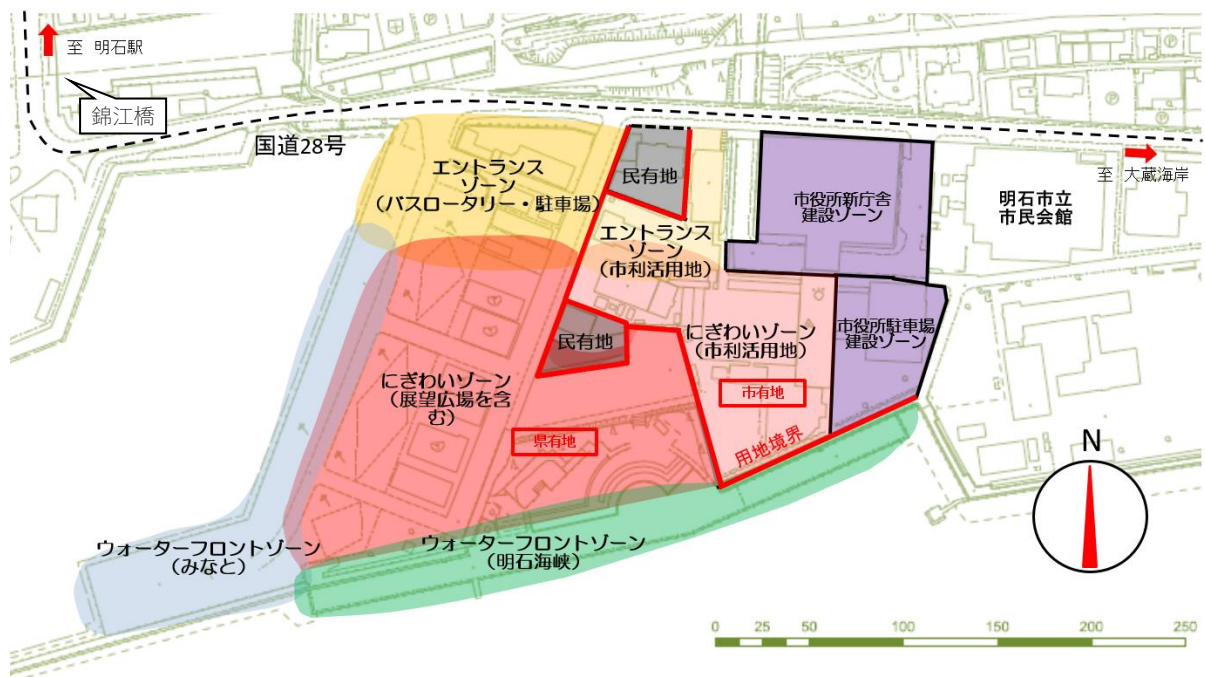 至 明石駅
錦江橋
国道28号
エントランス
ゾーン
(バスロータリー・駐車場)
民有地
エントランス
ゾーン
(市利活用地)
市役所新庁舎
建設ゾーン
明石市立
市民会館
至 大蔵海岸
民有地
にぎわいゾーン
(市利活用地)
市役所駐車場
建設ゾーン
にぎわいゾーン
(展望広場を含
む)
市有地
県有地
用地境界
N
ウォーターフロントゾーン
(みなと)
ウォーターフロントゾーン
(明石海峡)
0 25 50 100 150 200 250